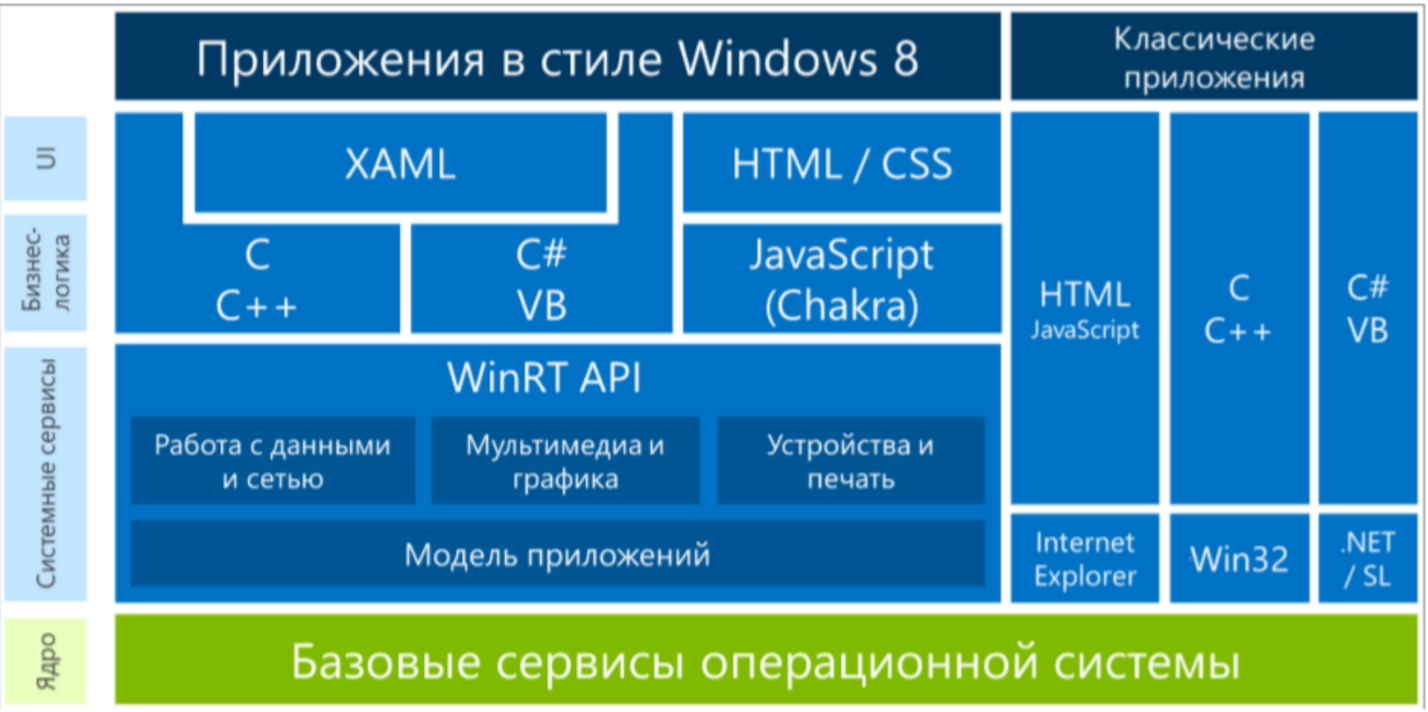 Приложения в стиле Windows 8
Классические
приложения
UI
XAML
HTML / CSS
Бизнес-
логика
C
C++
C#
VB
JavaScript
(Chakra)
HTML
JavaScript
C
C++
C#
VB
Системные сервисы
WinRT API
Работа с данными
и сетью
Мультимедиа и
графика
Устройства и
печать
Модель приложений
Internet
Explorer
Win32
.NET
/ SL
Ядро
Базовые сервисы операционной системы